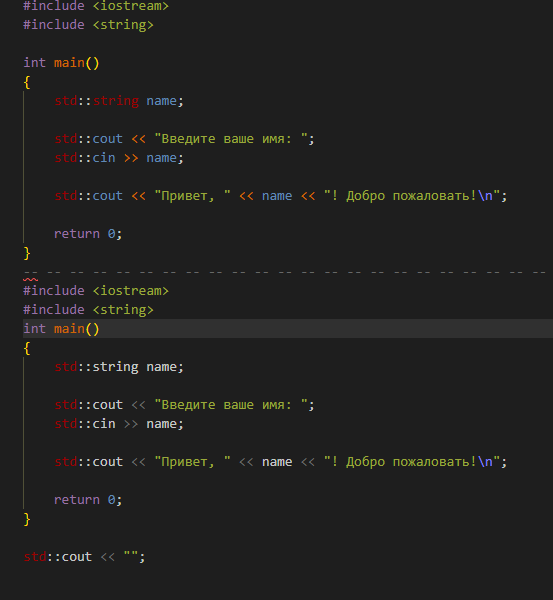 #include <iostream>
#include <string>
int main()
{
std::string name;
std::cout << "Введите ваше имя: ";
std::cin >> name;
std::cout << "Привет, " << name << "! Добро пожаловать!\n";
return 0;
}
-- -- -- -- -- -- -- -- -- -- -- -- -- -- -- -- -- -- -- -- -- -- --
#include <iostream>
#include <string>
int main()
{
std::string name;
std::cout << "Введите ваше имя: ";
std::cin >> name;
std::cout << "Привет, " << name << "! Добро пожаловать!\n";
return 0;
}
std::cout << "";